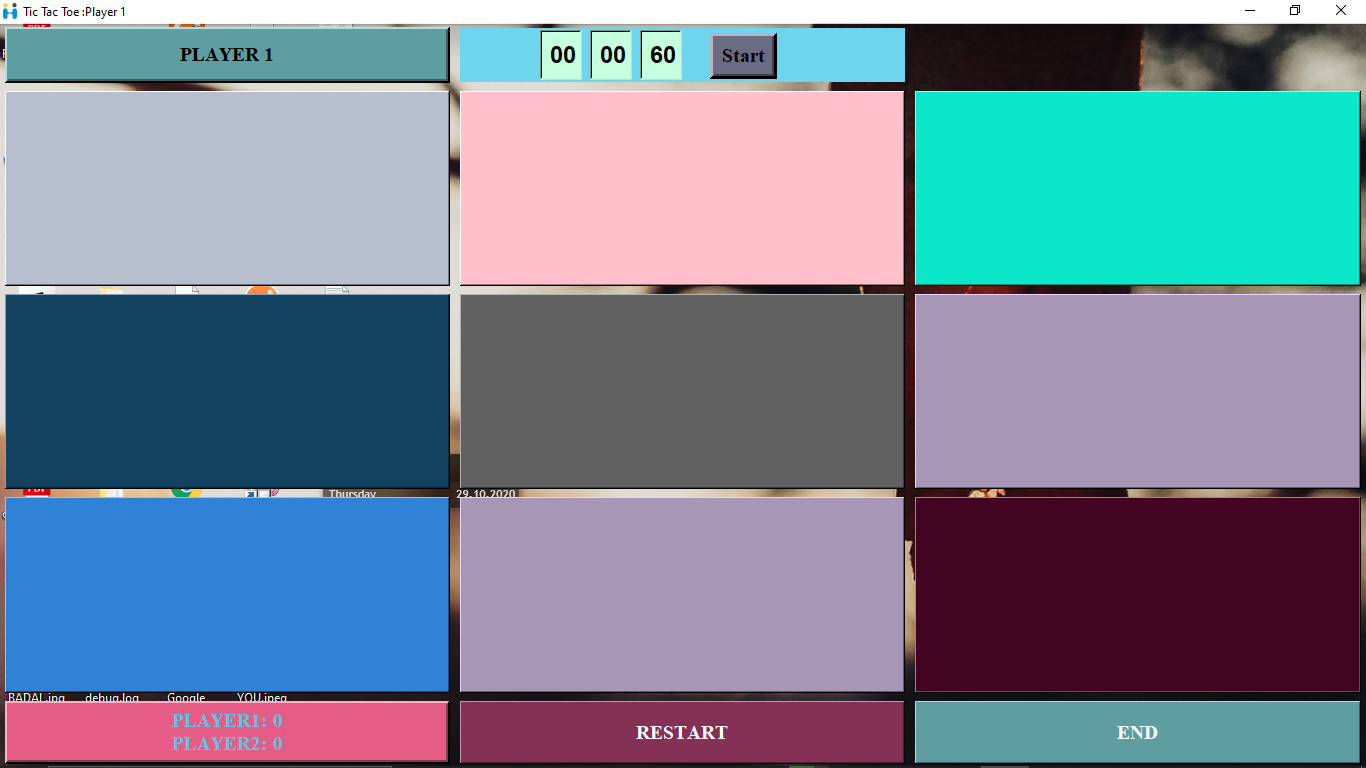 Tic Tac Toe :Player 1
PLAYER 1
00 00 60 Start
Thursday
29.10.2020
BADAL.jpg debug.log Google YOU.jpeg
PLAYER1: 0
PLAYER2: 0
RESTART
END